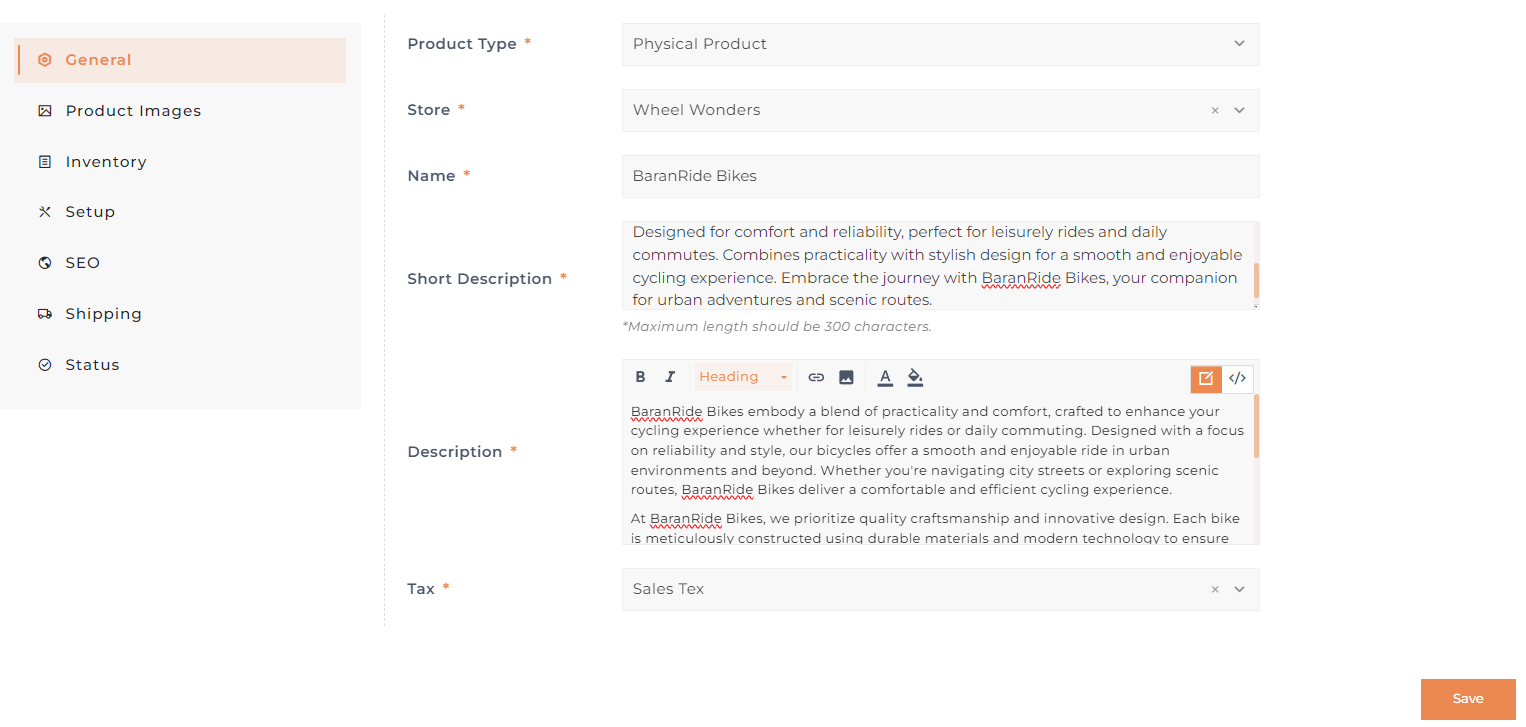 General
Product Images
Inventory
Setup
SEO
Shipping
Status
Product Type *
Physical Product
Store *
Wheel Wonders
×
Name *
BaranRide Bikes
Short Description *
Designed for comfort and reliability, perfect for leisurely rides and daily
commutes. Combines practicality with stylish design for a smooth and enjoyable
cycling experience. Embrace the journey with BaranRide Bikes, your companion
for urban adventures and scenic routes.
*Maximum length should be 300 characters.
Description *
B I Heading A </>
BaranRide Bikes embody a blend of practicality and comfort, crafted to enhance your
cycling experience whether for leisurely rides or daily commuting. Designed with a focus
on reliability and style, our bicycles offer a smooth and enjoyable ride in urban
environments and beyond. Whether you're navigating city streets or exploring scenic
routes, BaranRide Bikes deliver a comfortable and efficient cycling experience.
At BaranRide Bikes, we prioritize quality craftsmanship and innovative design. Each bike
is meticulously constructed using durable materials and modern technology to ensure
Tax *
Sales Tex
×
Save